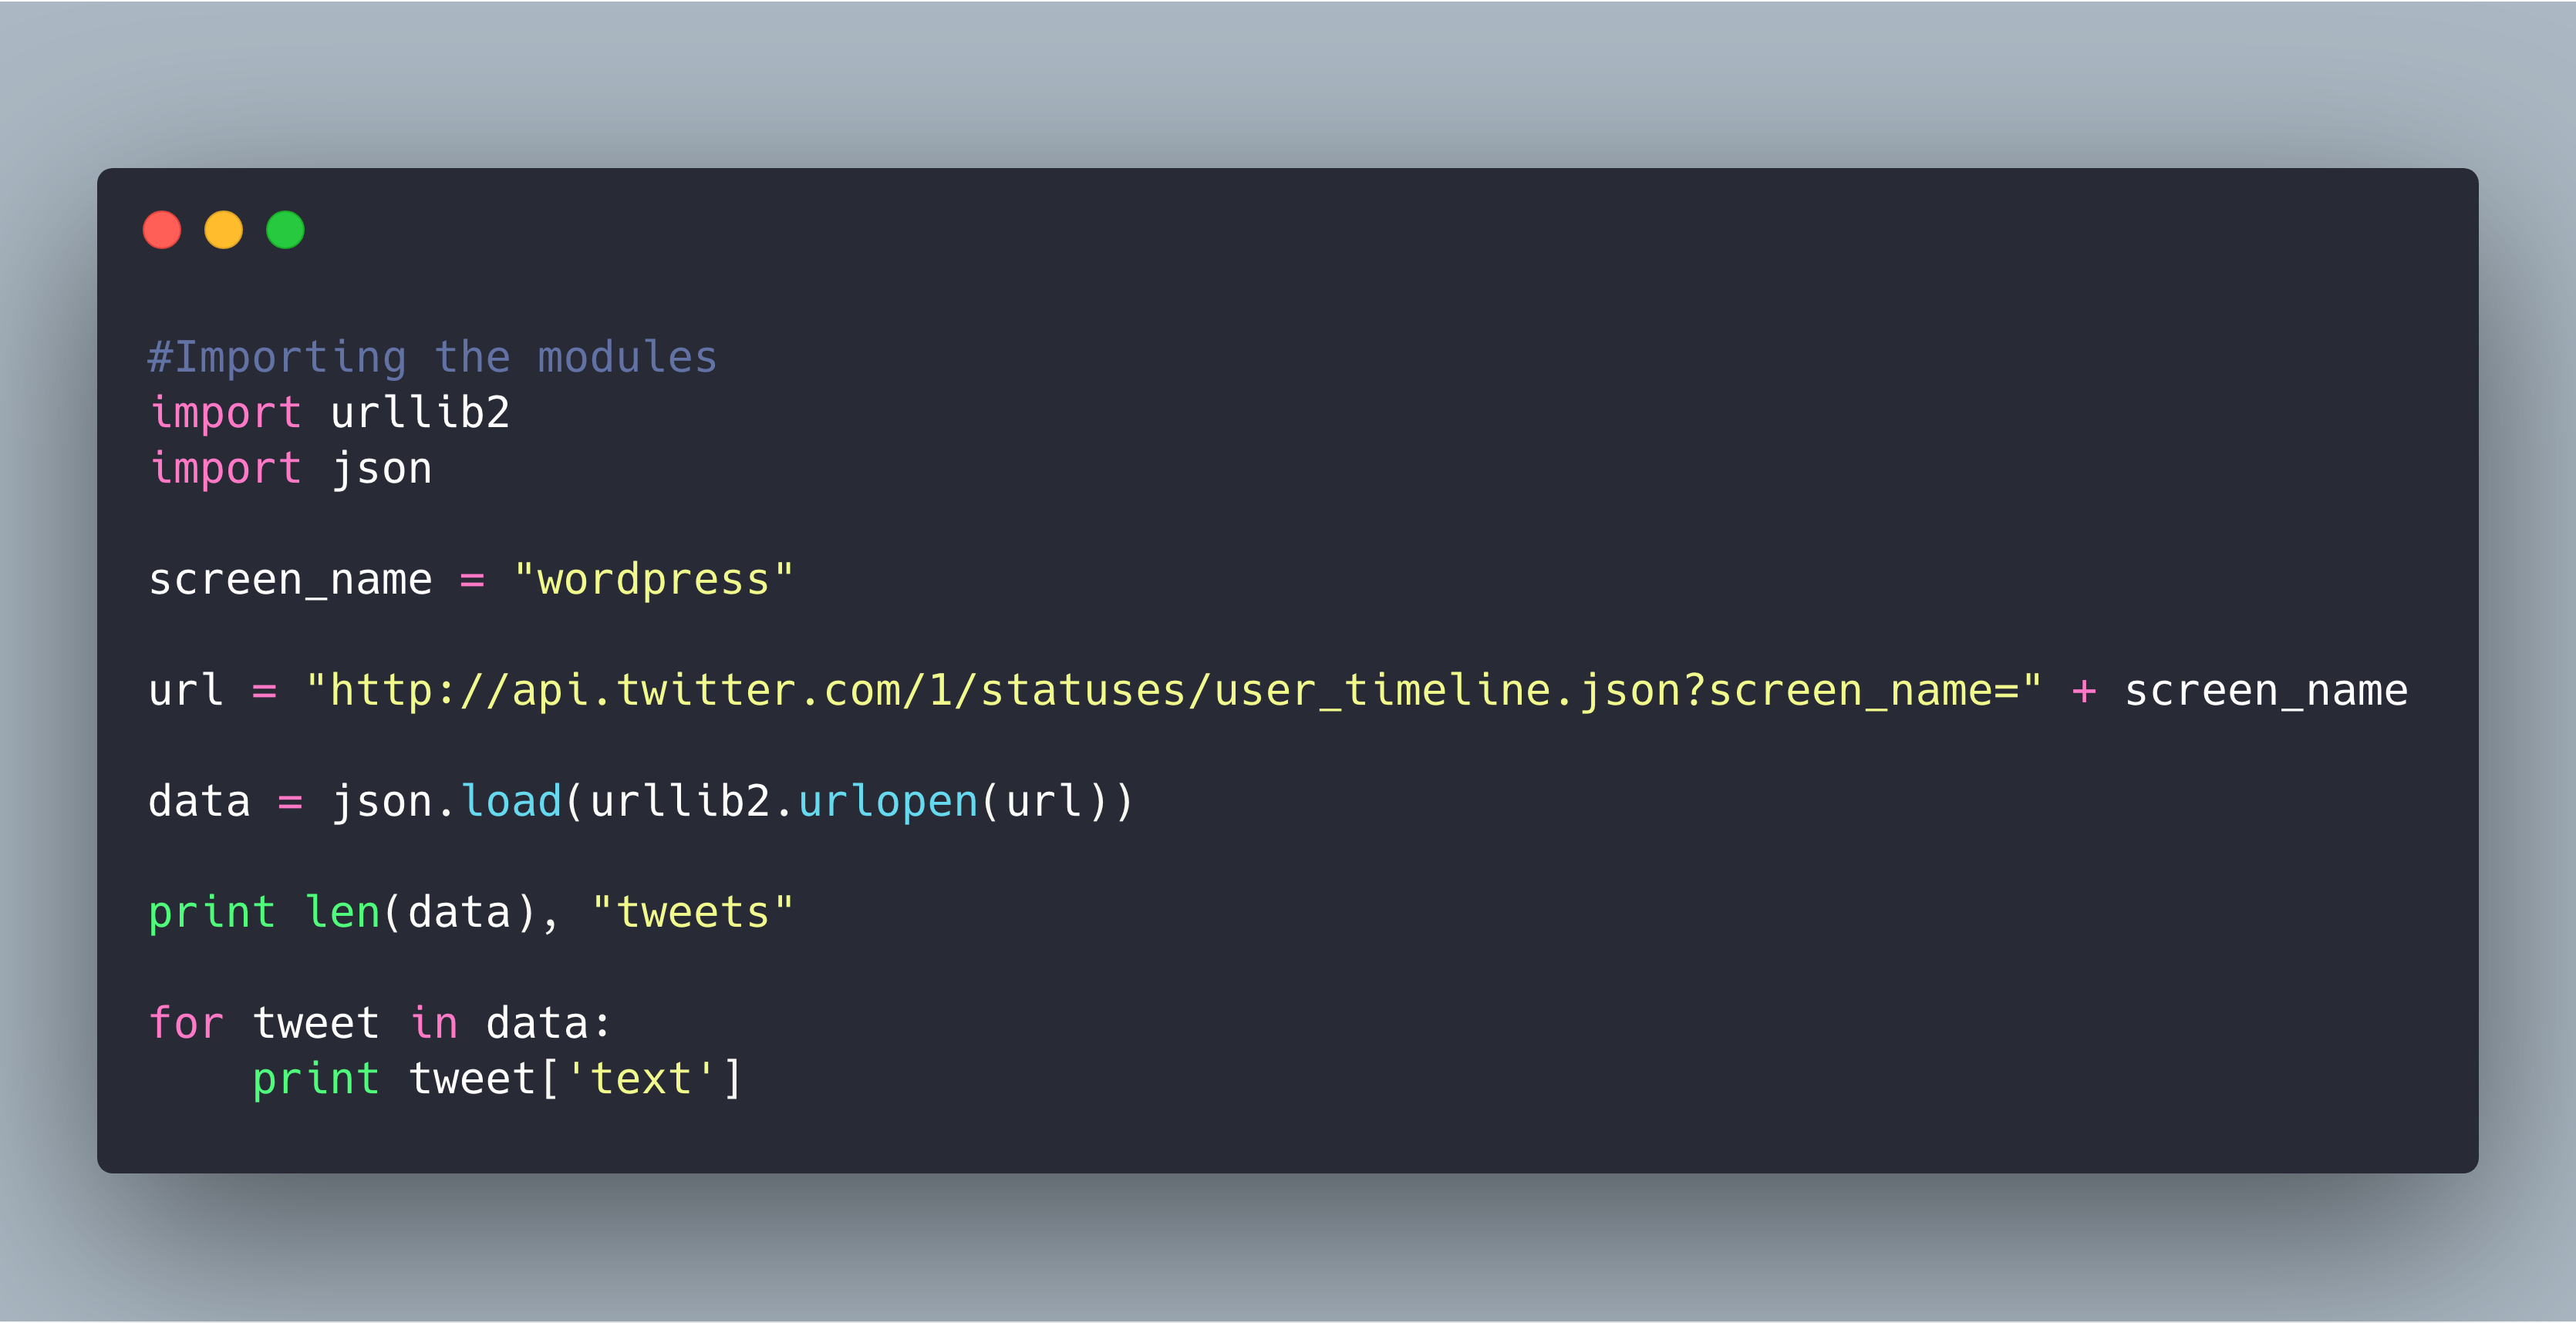 #Importing the modules
import urllib2
import json
screen_name = "wordpress"
url = "http://api.twitter.com/1/statuses/user_timeline.json?screen_name=" + screen_name
data = json.load(urllib2.urlopen(url))
print len(data), "tweets"
for tweet in data:
    print tweet['text']